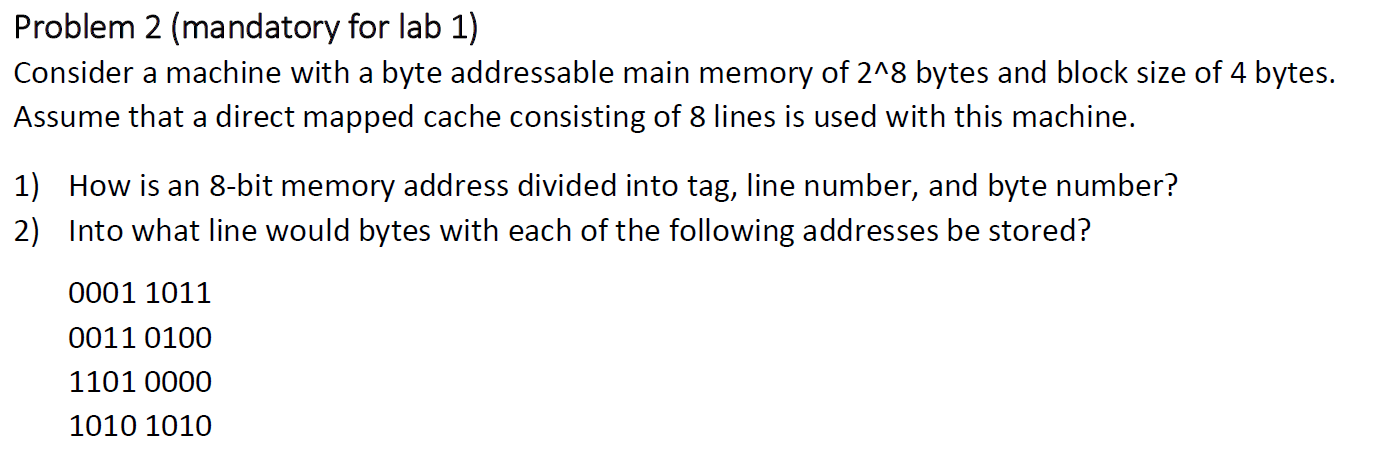 Problem 2 (mandatory for lab 1)
Consider a machine with a byte addressable main memory of 2^8 bytes and block size of 4 bytes.
Assume that a direct mapped cache consisting of 8 lines is used with this machine.
1) How is an 8-bit memory address divided into tag, line number, and byte number?
2) Into what line would bytes with each of the following addresses be stored?
0001 1011
0011 0100
1101 0000
1010 1010